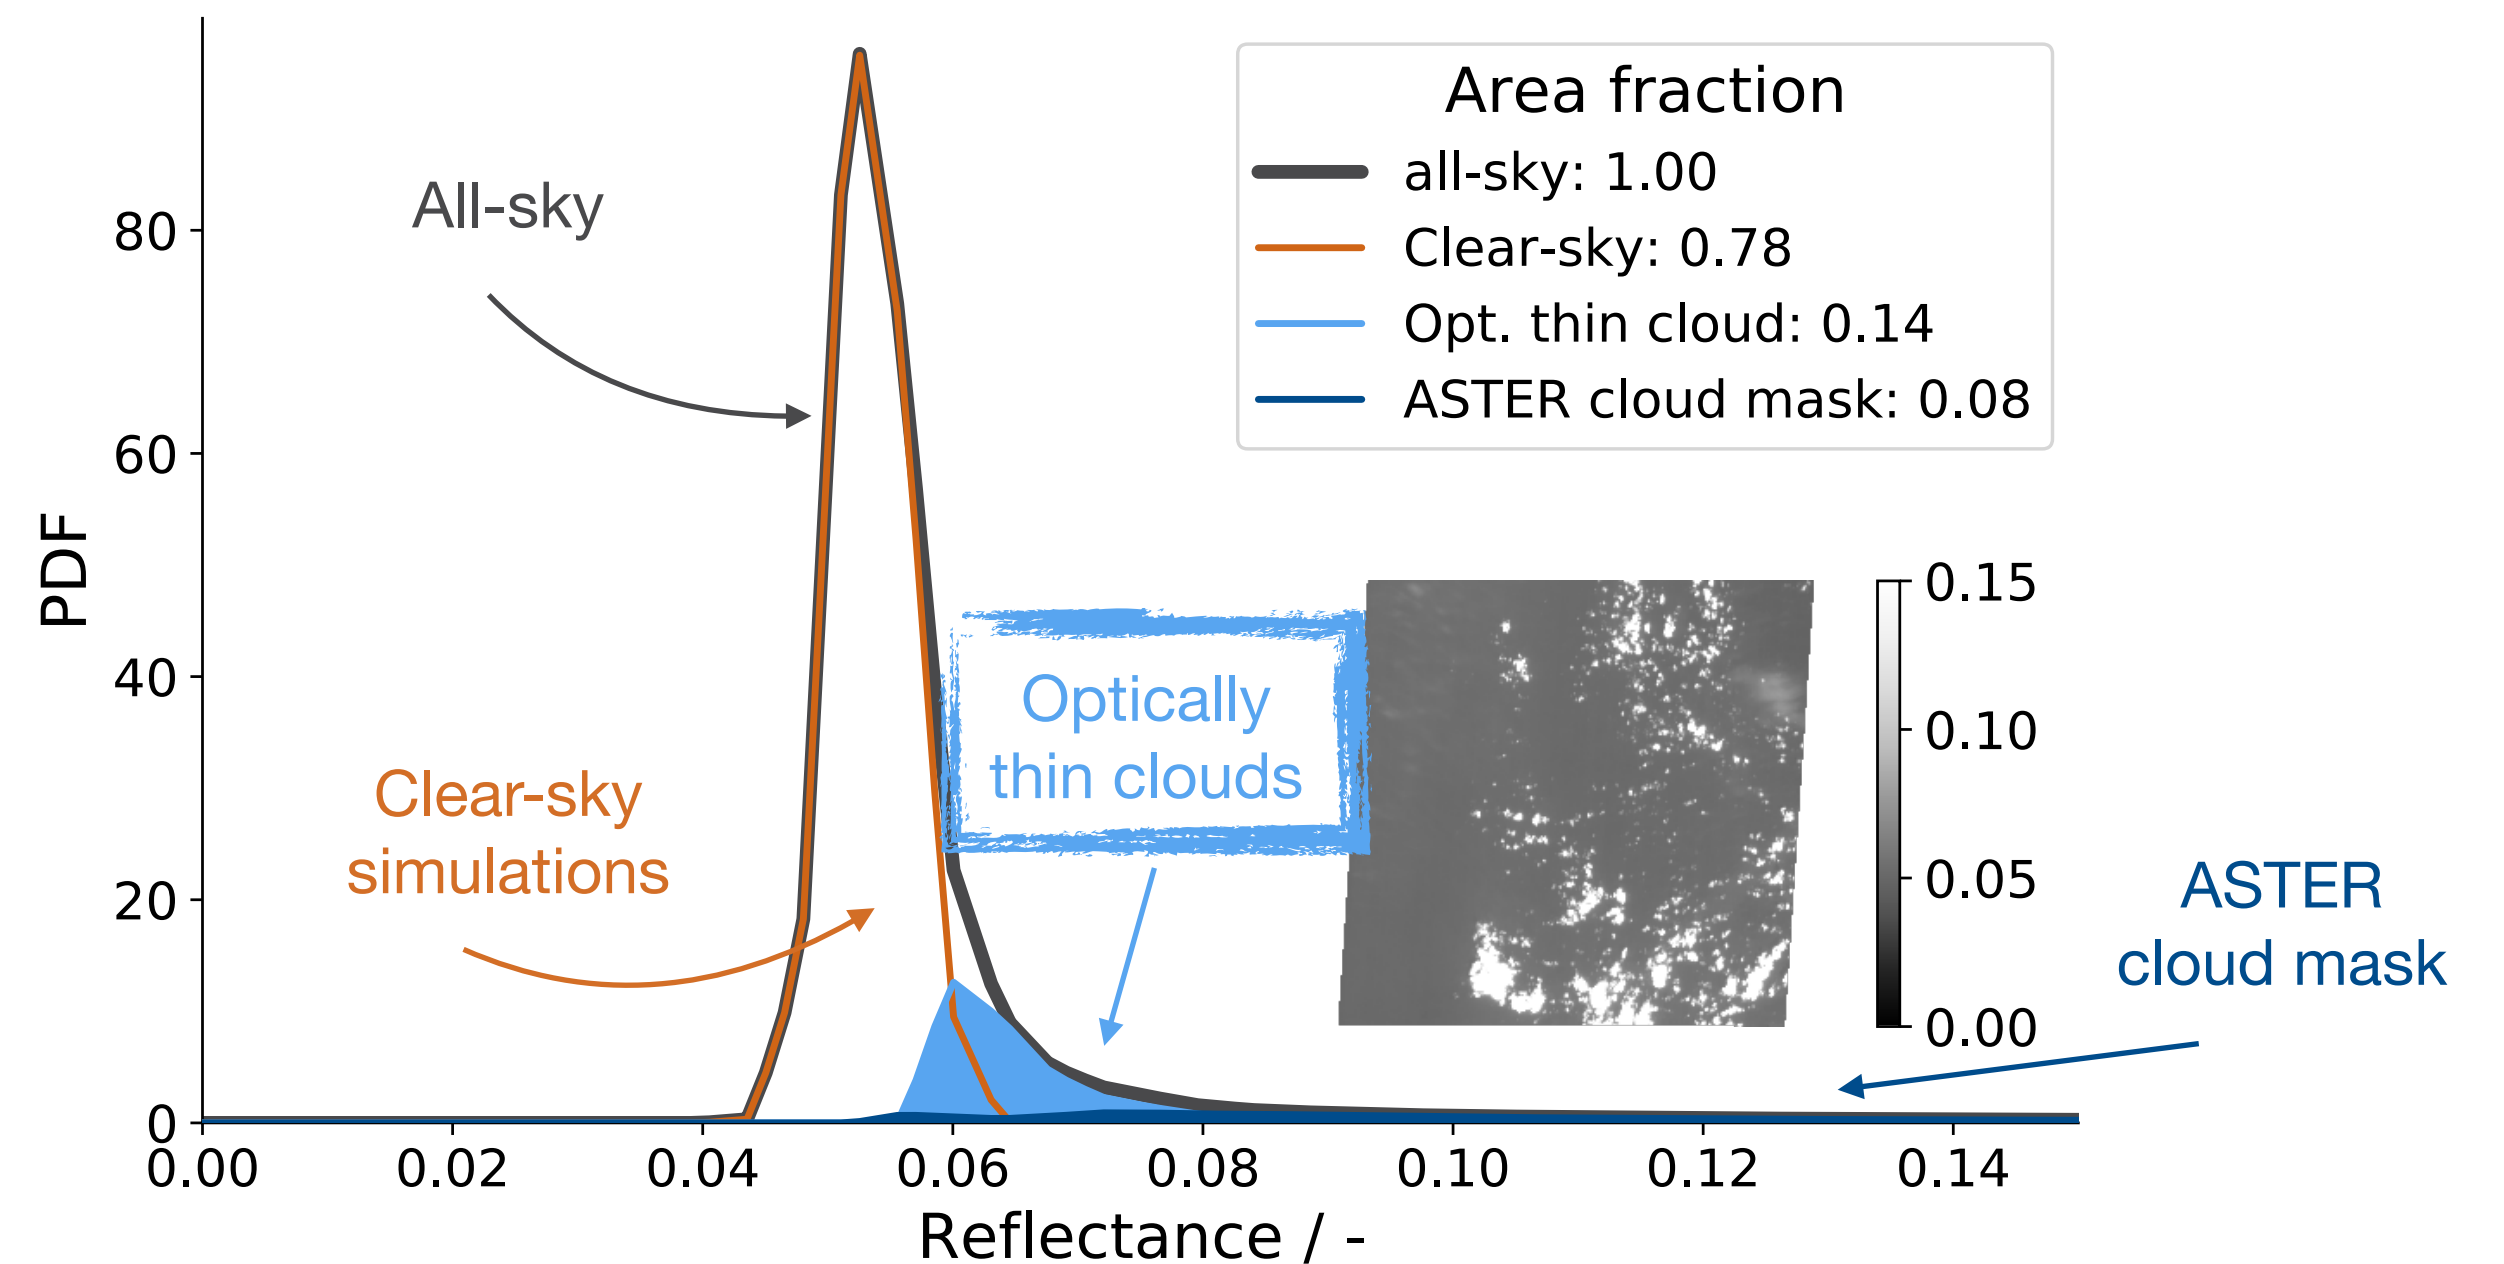 Area fraction
all-sky: 1.00
Clear-sky: 0.78
Opt. thin cloud: 0.14
ASTER cloud mask: 0.08
All-sky
Clear-sky
simulations
Optically
thin clouds
ASTER
cloud mask
0.15
0.10
0.05
0.00
PDF
80
60
40
20
0
0.00
0.02
0.04
0.06
0.08
0.10
0.12
0.14
Reflectance / -